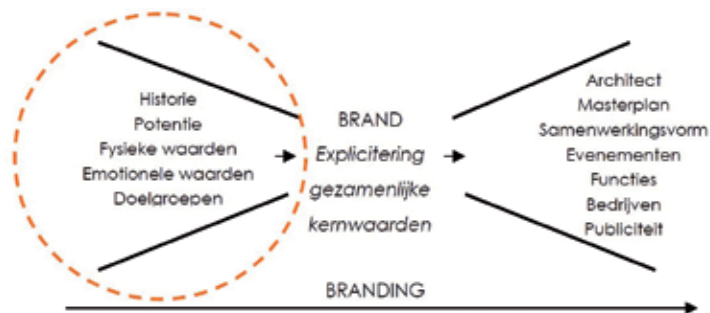 Historie
Potentie
Fysieke waarden
Emotionele waarden
Doelgroepen
BRAND
Explicitering
gezamenlijke
kernwaarden
Architect
Masterplan
Samenwerkingsvorm
Evenementen
Functies
Bedrijven
Publiciteit
BRANDING